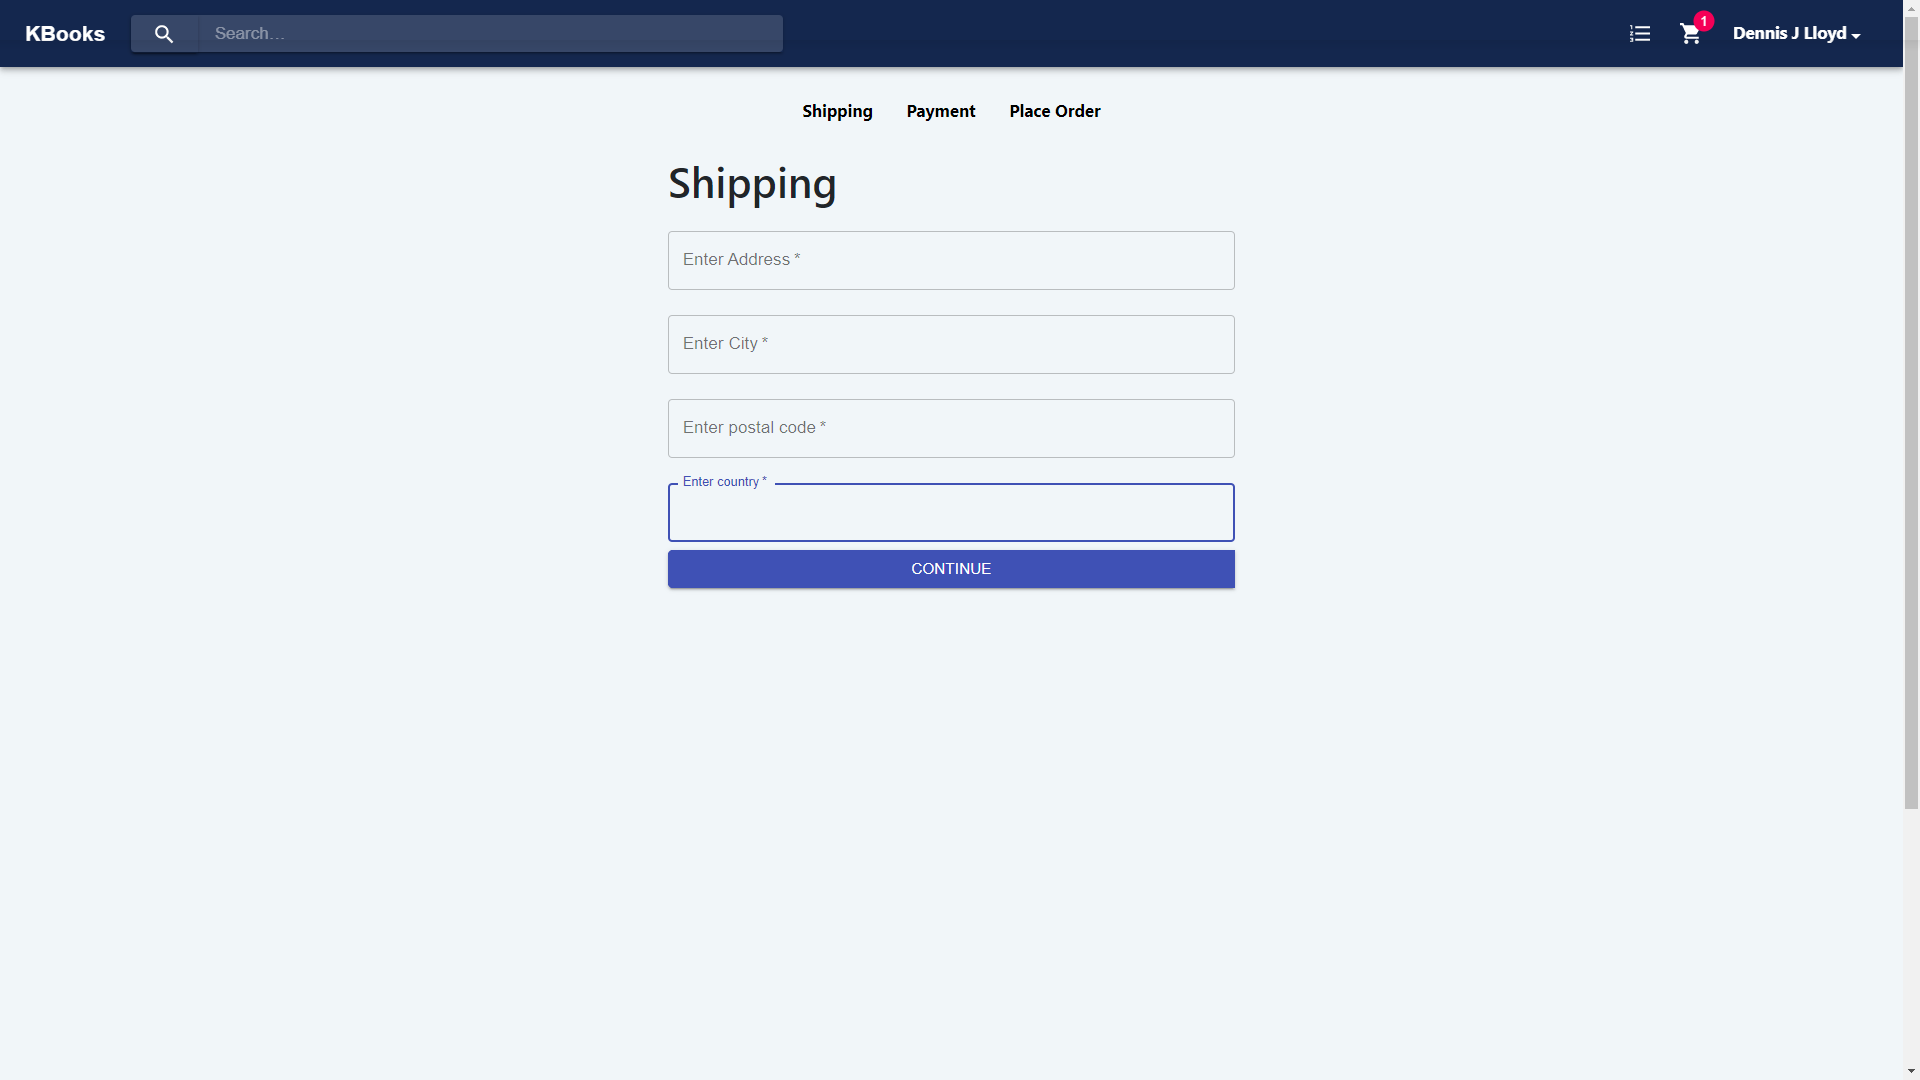 KBooks
Search...
1
Dennis J Lloyd
Shipping Payment Place Order
Shipping
Enter Address *
Enter City *
Enter postal code *
Enter country *
CONTINUE